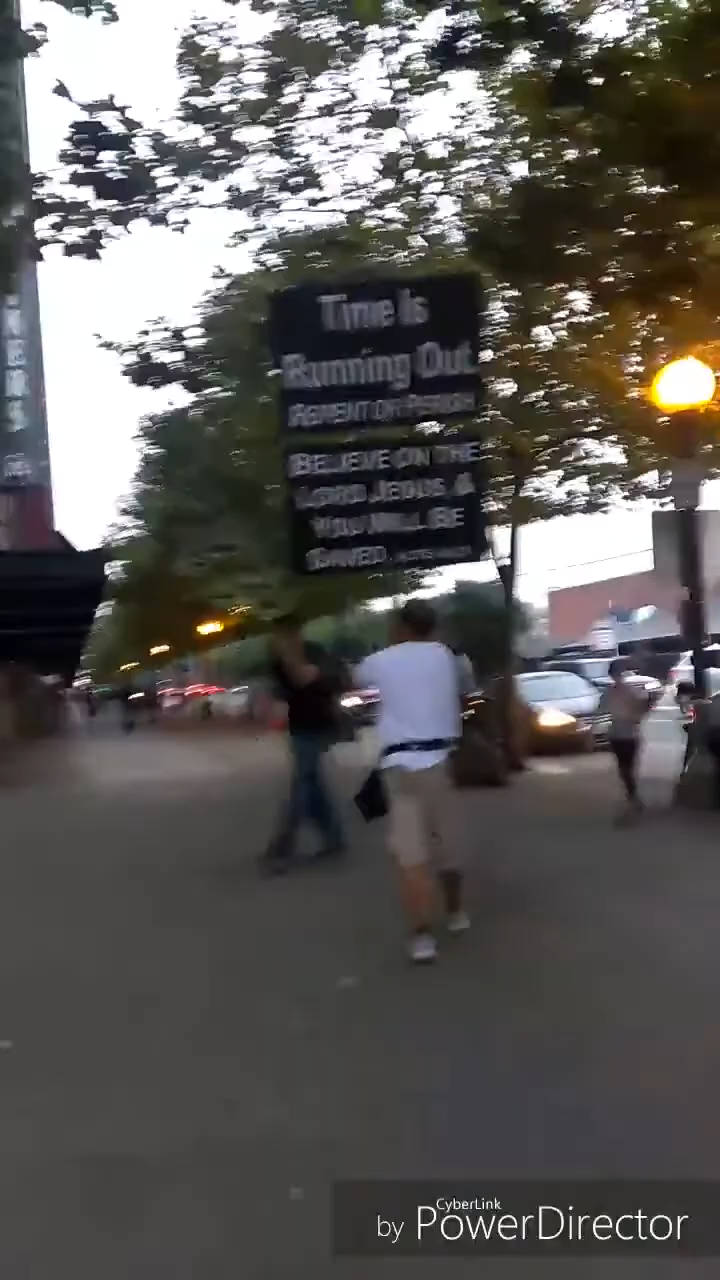 Time Is
Running Out
REPENT OR PERISH
BELIEVE ON THE
LORD JESUS, &
YOU WILL BE
SAVED.
CyberLink
by PowerDirector